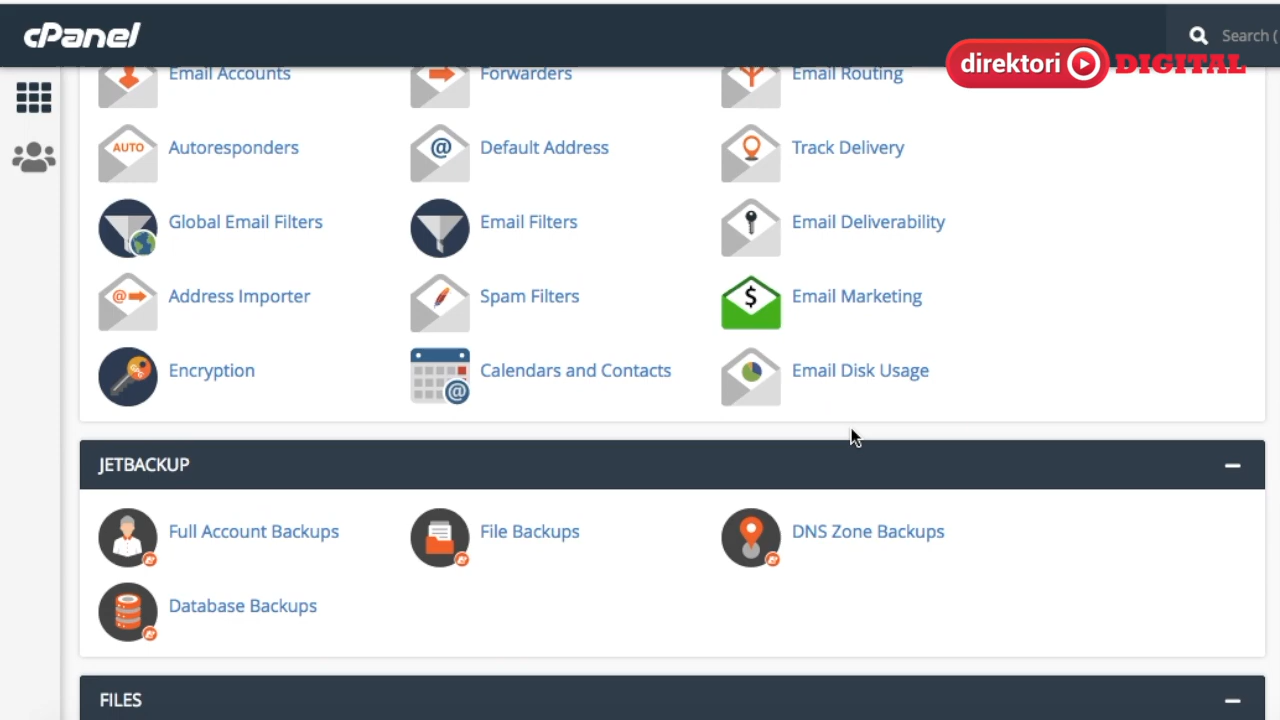 cPanel
Search (
direktori DIGITAL
Email Accounts
Forwarders
Email Routing
AUTO
Autoresponders
@
Default Address
Track Delivery
Global Email Filters
Email Filters
Email Deliverability
@
Address Importer
Spam Filters
$
Email Marketing
GPG
Encryption
@
Calendars and Contacts
Email Disk Usage
JETBACKUP
Full Account Backups
File Backups
DNS Zone Backups
Database Backups
FILES